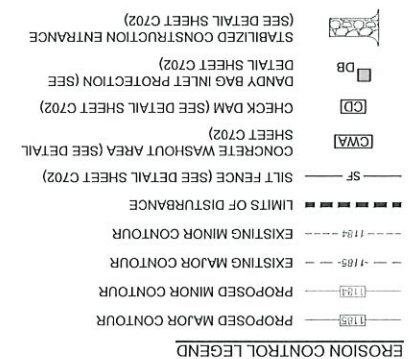 EROSION CONTROL LEGEND
1185 PROPOSED MAJOR CONTOUR
1184 PROPOSED MINOR CONTOUR
1185 EXISTING MAJOR CONTOUR
1184 EXISTING MINOR CONTOUR
LIMITS OF DISTURBANCE
SF SILT FENCE (SEE DETAIL SHEET C702)
CWA CONCRETE WASHOUT AREA (SEE DETAIL
SHEET C702)
CD CHECK DAM (SEE DETAIL SHEET C702)
DB DANDY BAG INLET PROTECTION (SEE
DETAIL SHEET C702)
STABILIZED CONSTRUCTION ENTRANCE
(SEE DETAIL SHEET C702)